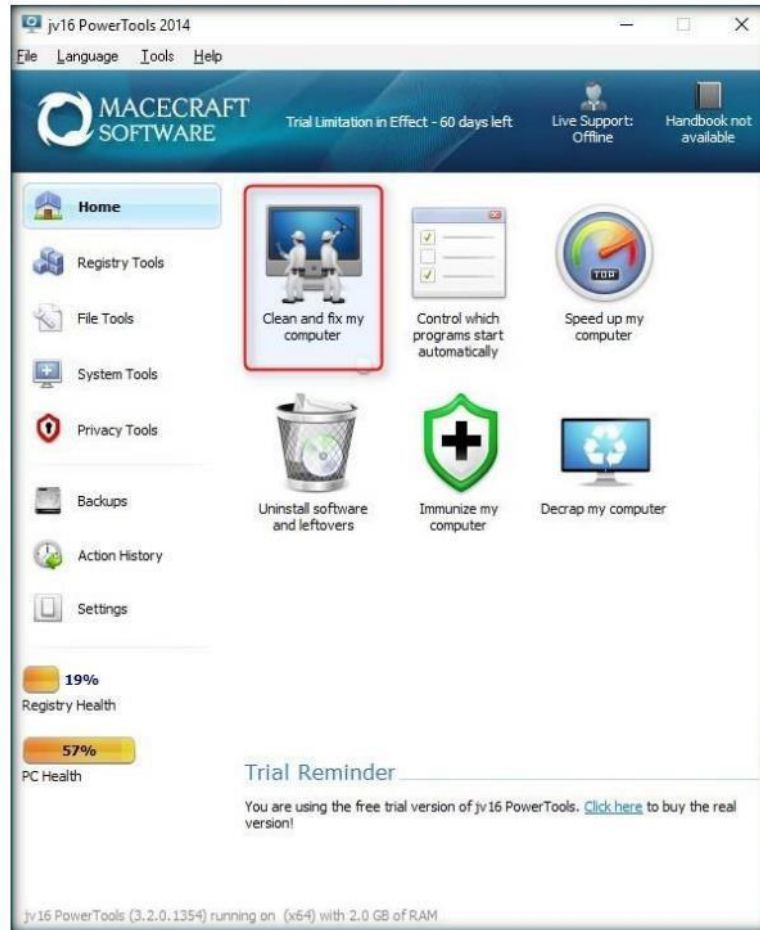 jv16 PowerTools 2014
File Language Tools Help
MACECRAFT
SOFTWARE
Trial Limitation in Effect - 60 days left
Live Support:
Offline
Handbook not
available
Home
Registry Tools
File Tools
System Tools
Privacy Tools
Backups
Action History
Settings
19%
Registry Health
57%
PC Health
Clean and fix my
computer
Control which
programs start
automatically
TOP
Speed up my
computer
Uninstall software
and leftovers
Immunize my
computer
Decrap my computer
Trial Reminder
You are using the free trial version of jv16 PowerTools. Click here to buy the real
version!
jv16 PowerTools (3.2.0.1354) running on (x64) with 2.0 GB of RAM